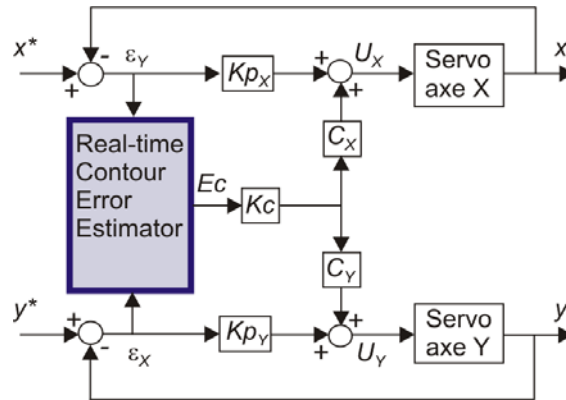 x*
-
+
εY
KpX
+
+
UX
Servo
axe X
x
Real-time
Contour
Error
Estimator
Ec
Kc
CX
CY
y*
+
-
εX
KpY
+
+
UY
Servo
axe Y
y